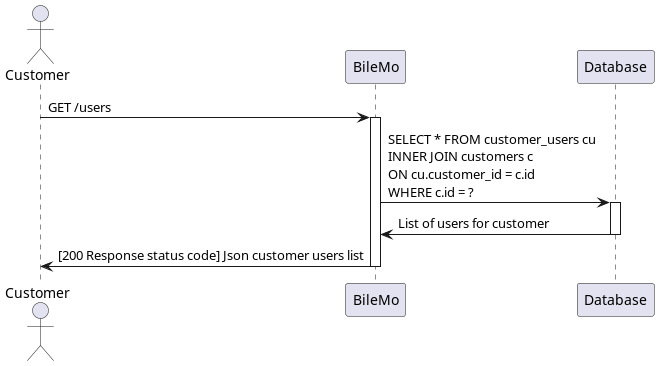 Customer
BileMo
Database
GET /users
SELECT * FROM customer_users cu
INNER JOIN customers c
ON cu.customer_id = c.id
WHERE c.id = ?
List of users for customer
[200 Response status code] Json customer users list
Customer
BileMo
Database